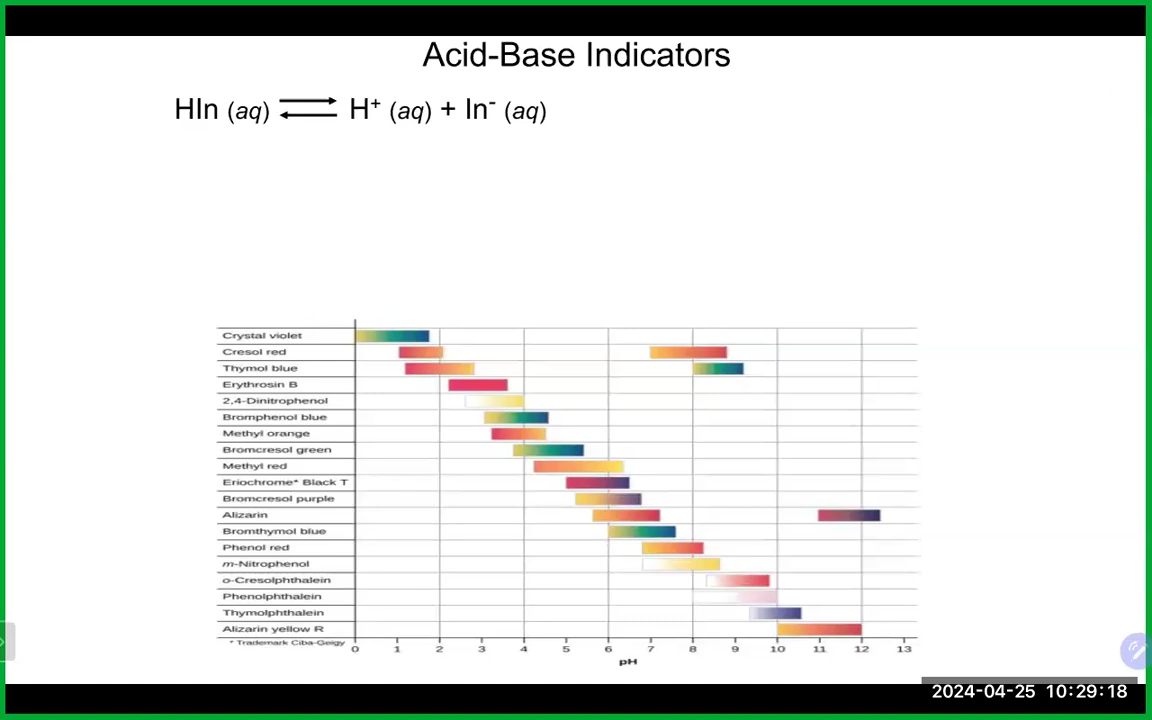 Acid-Base Indicators
HIn (aq) ⇌ H⁺ (aq) + In⁻ (aq)
Crystal violet
Cresol red
Thymol blue
Erythrosin B
2,4-Dinitrophenol
Bromphenol blue
Methyl orange
Bromcresol green
Methyl red
Eriochrome* Black T
Bromcresol purple
Alizarin
Bromthymol blue
Phenol red
m-Nitrophenol
o-Cresolphthalein
Phenolphthalein
Thymolphthalein
Alizarin yellow R
* Trademark Ciba-Geigy
0 1 2 3 4 5 6 7 8 9 10 11 12 13
pH
2024-04-25 10:29:18